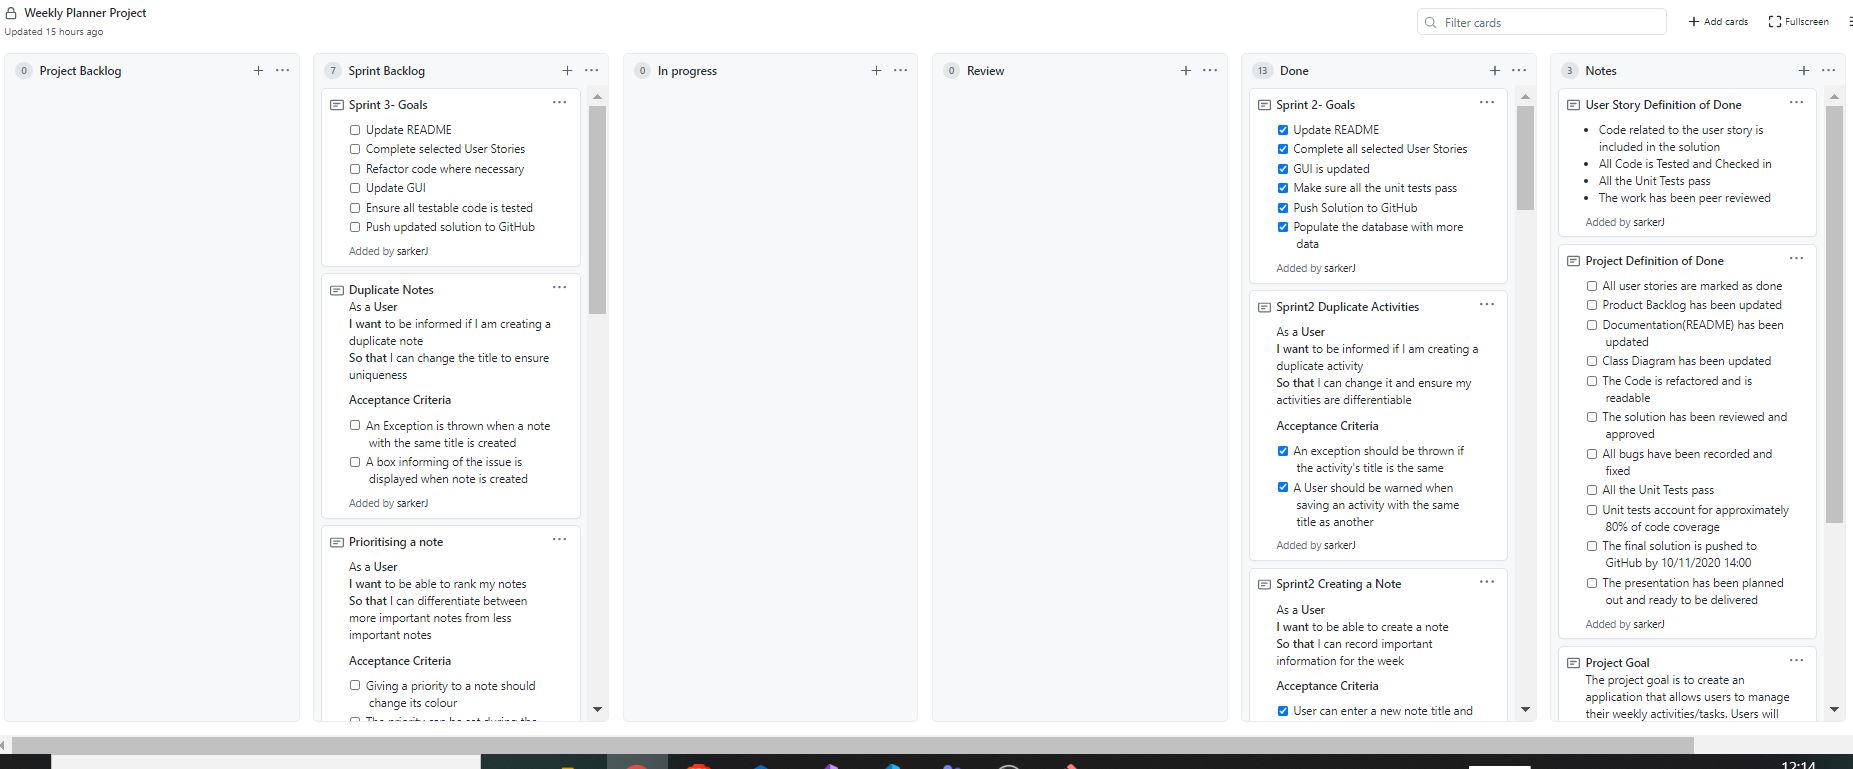 Weekly Planner Project
Updated 15 hours ago
Filter cards
Add cards
Fullscreen
0 Project Backlog
7 Sprint Backlog
Sprint 3- Goals
Update README
Complete selected User Stories
Refactor code where necessary
Update GUI
Ensure all testable code is tested
Push updated solution to GitHub
Added by sarkerJ
Duplicate Notes
As a User
I want to be informed if I am creating a
duplicate note
So that I can change the title to ensure
uniqueness
Acceptance Criteria
An Exception is thrown when a note
with the same title is created
A box informing of the issue is
displayed when note is created
Added by sarkerJ
Prioritising a note
As a User
I want to be able to rank my notes
So that I can differentiate between
more important notes from less
important notes
Acceptance Criteria
Giving a priority to a note should
change its colour
The priority can be set during the
0 In progress
0 Review
13 Done
Sprint 2- Goals
Update README
Complete all selected User Stories
GUI is updated
Make sure all the unit tests pass
Push Solution to GitHub
Populate the database with more
data
Added by sarkerJ
Sprint2 Duplicate Activities
As a User
I want to be informed if I am creating a
duplicate activity
So that I can change it and ensure my
activities are differentiable
Acceptance Criteria
An exception should be thrown if
the activity's title is the same
A User should be warned when
saving an activity with the same
title as another
Added by sarkerJ
Sprint2 Creating a Note
As a User
I want to be able to create a note
So that I can record important
information for the week
Acceptance Criteria
User can enter a new note title and
3 Notes
User Story Definition of Done
Code related to the user story is
included in the solution
All Code is Tested and Checked in
All the Unit Tests pass
The work has been peer reviewed
Added by sarkerJ
Project Definition of Done
All user stories are marked as done
Product Backlog has been updated
Documentation(README) has been
updated
Class Diagram has been updated
The Code is refactored and is
readable
The solution has been reviewed and
approved
All bugs have been recorded and
fixed
All the Unit Tests pass
Unit tests account for approximately
80% of code coverage
The final solution is pushed to
GitHub by 10/11/2020 14:00
The presentation has been planned
out and ready to be delivered
Added by sarkerJ
Project Goal
The project goal is to create an
application that allows users to manage
their weekly activities/tasks. Users will
12:14